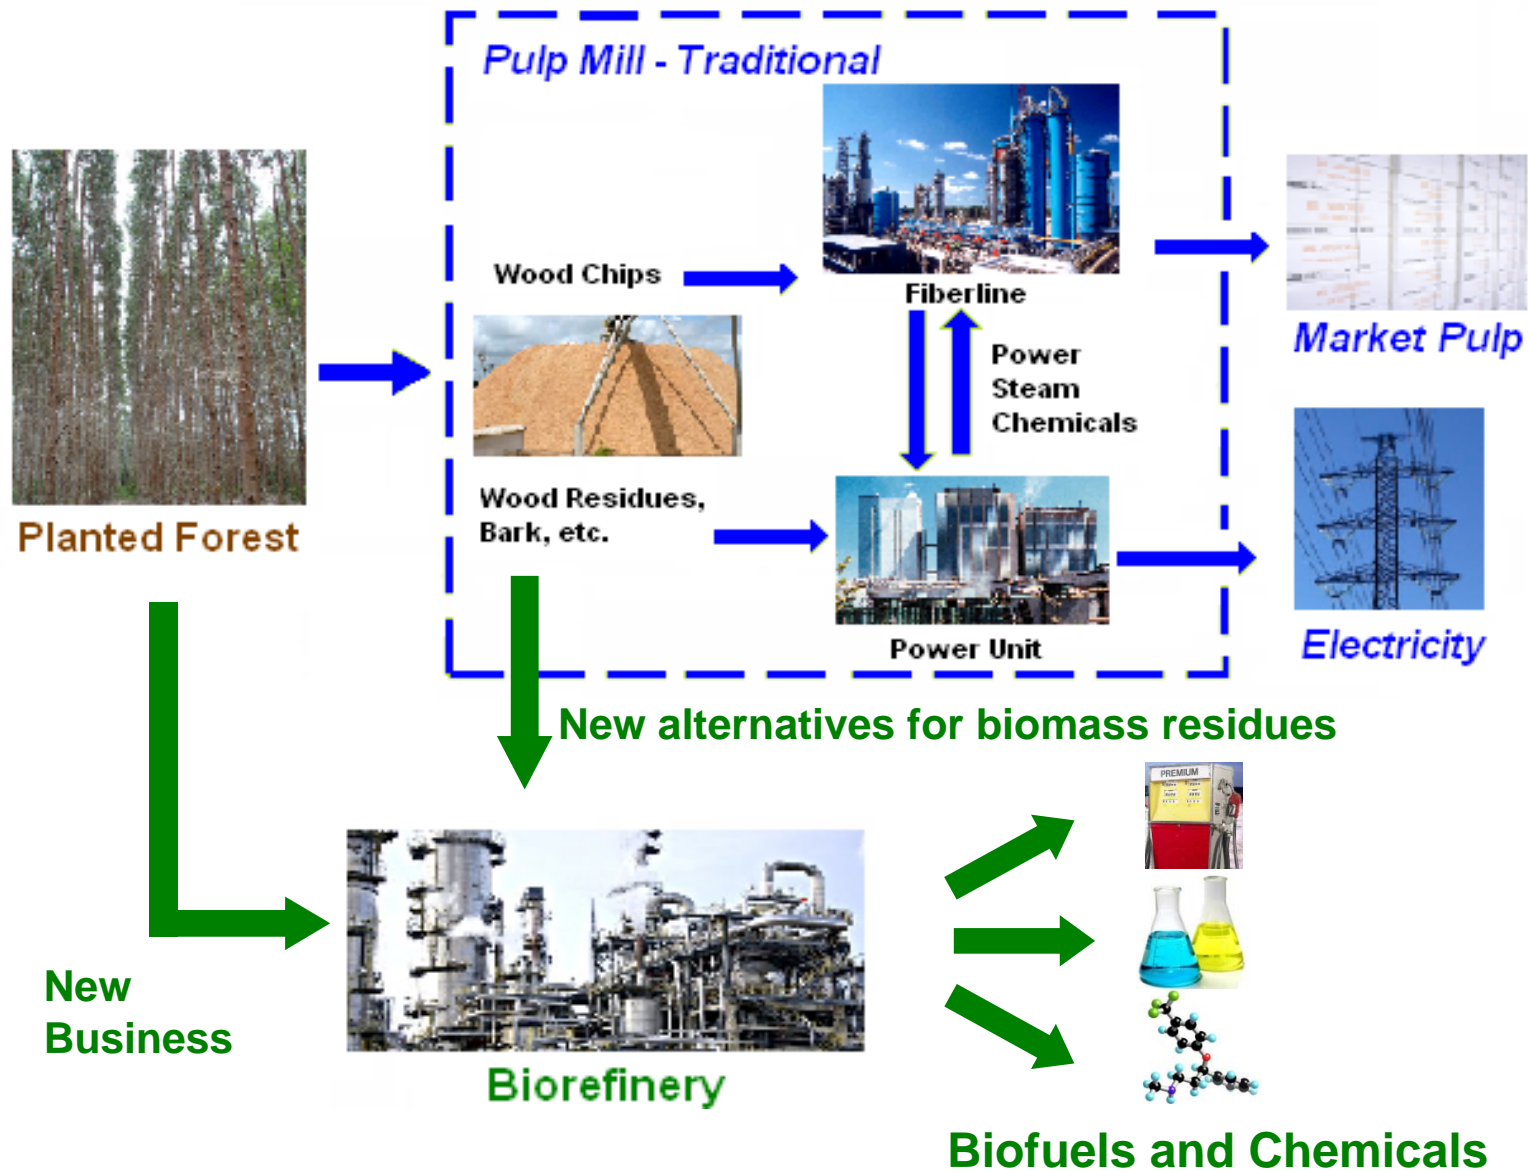 Pulp Mill - Traditional
Wood Chips
Fiberline
Power
Steam
Chemicals
Market Pulp
Planted Forest
Wood Residues,
Bark, etc.
Power Unit
Electricity
New alternatives for biomass residues
PREMIUM
New
Business
Biorefinery
Biofuels and Chemicals